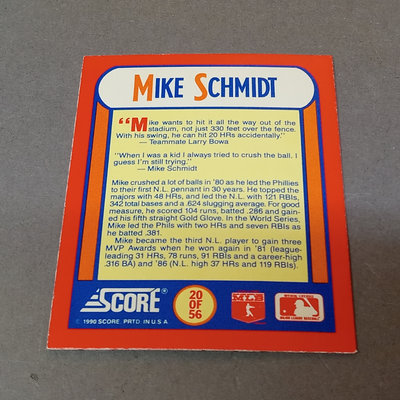 MIKE SCHMIDT
"Mike wants to hit it all the way out of the
stadium, not just 330 feet over the fence.
With his swing, he can hit 20 HRs accidentally."
— Teammate Larry Bowa
"When I was a kid I always tried to crush the ball. I
guess I'm still trying."
— Mike Schmidt
Mike crushed a lot of balls in '80 as he led the Phillies
to their first N.L. pennant in 30 years. He topped the
majors with 48 HRs, and led the N.L. with 121 RBIs,
342 total bases and a .624 slugging average. For good
measure, he scored 104 runs, batted .286 and gain-
ed his fifth straight Gold Glove. In the World Series,
Mike led the Phils with two HRs and seven RBIs as
he batted .381.
Mike became the third N.L. player to gain three
MVP Awards when he won again in '81 (league-
leading 31 HRs, 78 runs, 91 RBIs and a career-high
.316 BA) and '86 (N.L. high 37 HRs and 119 RBIs).
SCORE
© 1990 SCORE PRTD. IN U.S.A.
20
OF
56